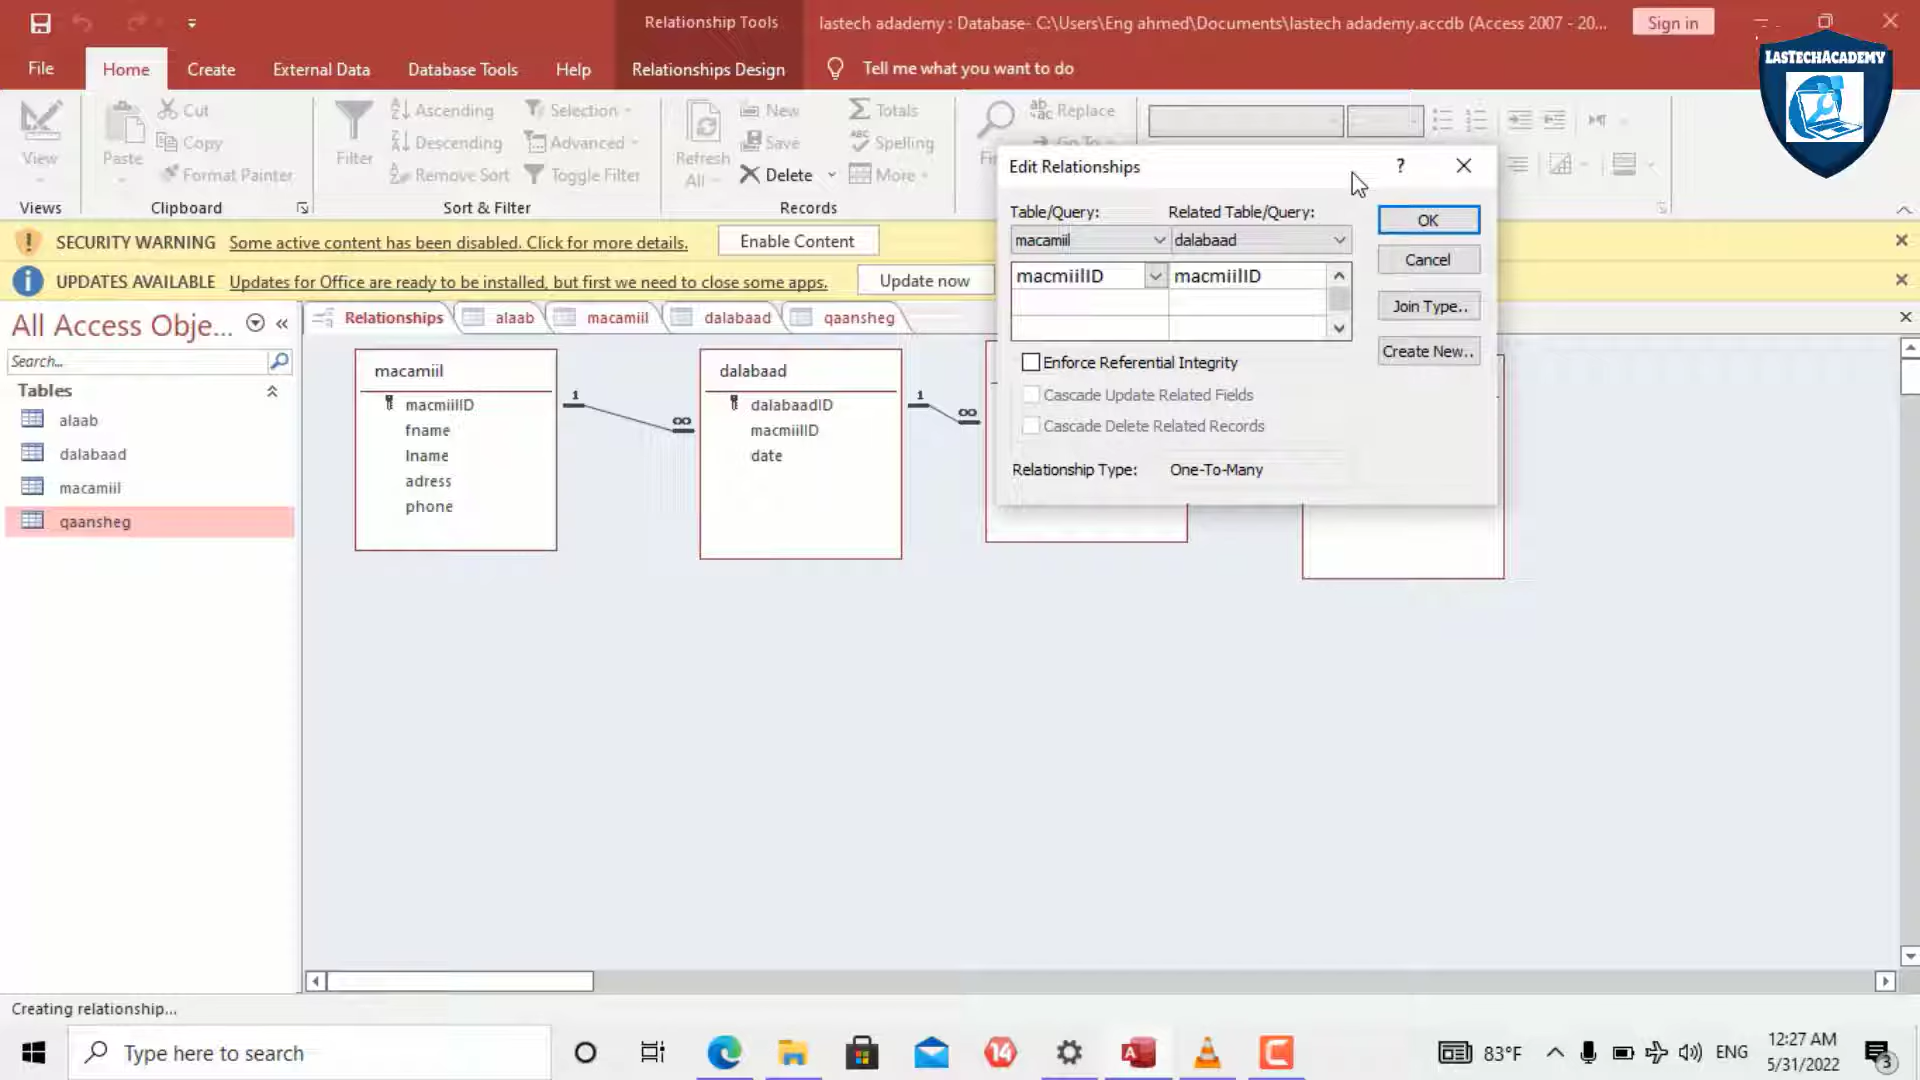 Relationship Tools
lastech adademy : Database- C:\Users\Eng ahmed\Documents\lastech adademy.accdb (Access 2007 - 20...
Sign in
File
Home
Create
External Data
Database Tools
Help
Relationships Design
Tell me what you want to do
LASTECHACADEMY
View
Paste
Cut
Copy
Format Painter
Filter
Ascending
Descending
Remove Sort
Selection
Advanced
Toggle Filter
Refresh
All
New
Save
Delete
Totals
Spelling
More
Replace
Views
Clipboard
Sort & Filter
Records
SECURITY WARNING Some active content has been disabled. Click for more details. Enable Content
UPDATES AVAILABLE Updates for Office are ready to be installed, but first we need to close some apps. Update now
Edit Relationships
Table/Query:
Related Table/Query:
macamiil
dalabaad
macmiilID
macmiilID
OK
Cancel
Join Type..
Create New..
Enforce Referential Integrity
Cascade Update Related Fields
Cascade Delete Related Records
Relationship Type: One-To-Many
All Access Obje...
Search...
Tables
alaab
dalabaad
macamiil
qaansheg
Relationships
alaab
macamiil
dalabaad
qaansheg
macamiil
macmiilID
fname
lname
adress
phone
1
∞
dalabaad
dalabaadID
macmiilID
date
1
∞
Creating relationship...
Type here to search
14
83°F
ENG
12:27 AM
5/31/2022
3